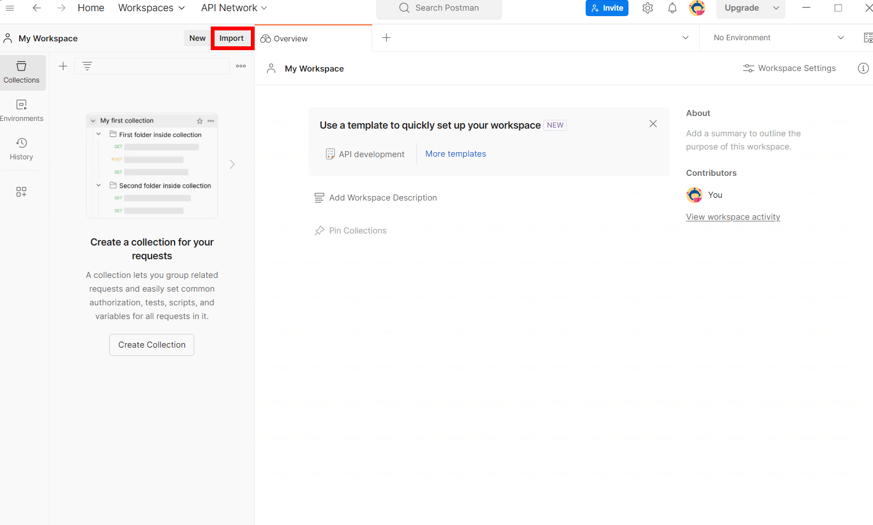 Home Workspaces API Network Search Postman Invite Upgrade
My Workspace New Import Overview No Environment
Collections
Environments
History
My first collection
First folder inside collection
GET
POST
GET
Second folder inside collection
GET
GET
Create a collection for your
requests
A collection lets you group related
requests and easily set common
authorization, tests, scripts, and
variables for all requests in it.
Create Collection
My Workspace Workspace Settings
Use a template to quickly set up your workspace NEW
API development More templates
Add Workspace Description
Pin Collections
About
Add a summary to outline the
purpose of this workspace.
Contributors
You
View workspace activity